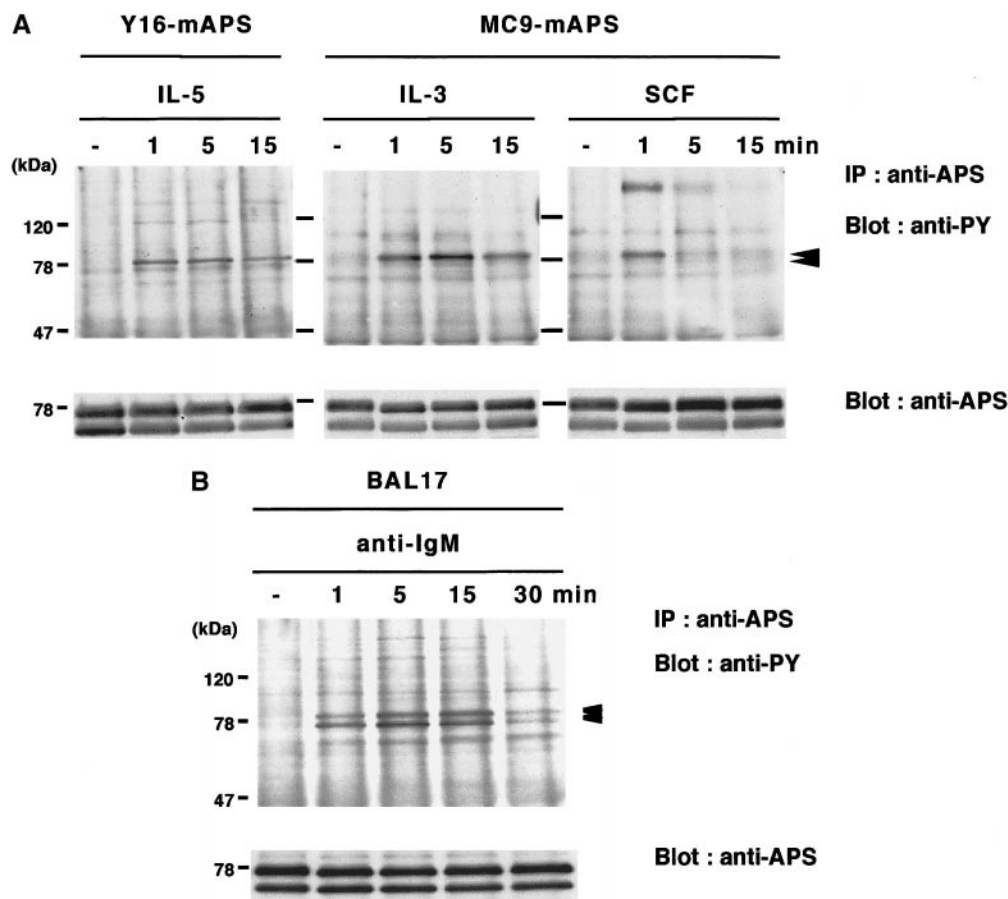 A
Y16-mAPS MC9-mAPS
IL-5 IL-3 SCF
- 1 5 15 - 1 5 15 - 1 5 15 min
(kDa)
IP : anti-APS
120
Blot : anti-PY
78
47
78
Blot : anti-APS
B
BAL17
anti-IgM
- 1 5 15 30 min
(kDa)
IP : anti-APS
Blot : anti-PY
120
78
47
78
Blot : anti-APS